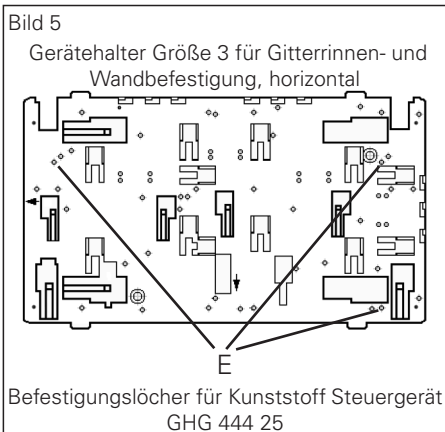 Bild 5
Gerätehalter Größe 3 für Gitterrinnen- und
Wandbefestigung, horizontal
E
Befestigungslöcher für Kunststoff Steuergerät
GHG 444 25